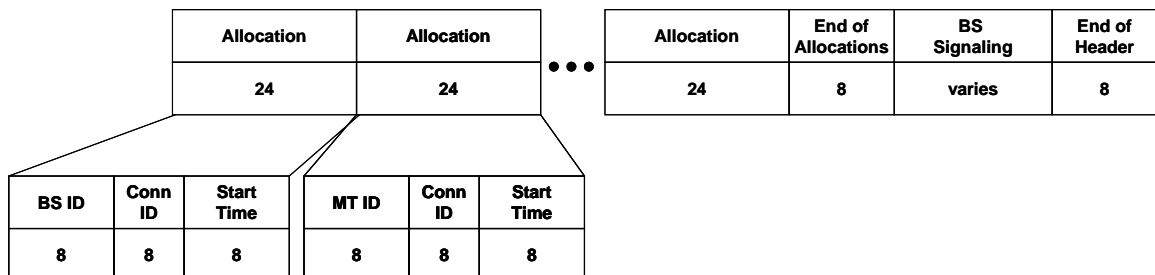 Allocation Allocation Allocation End of BS End of
Allocations Signaling Header
24 24 ••• 24 8 varies 8
BS ID Conn Start MT ID Conn Start
ID Time ID Time
8 8 8 8 8 8